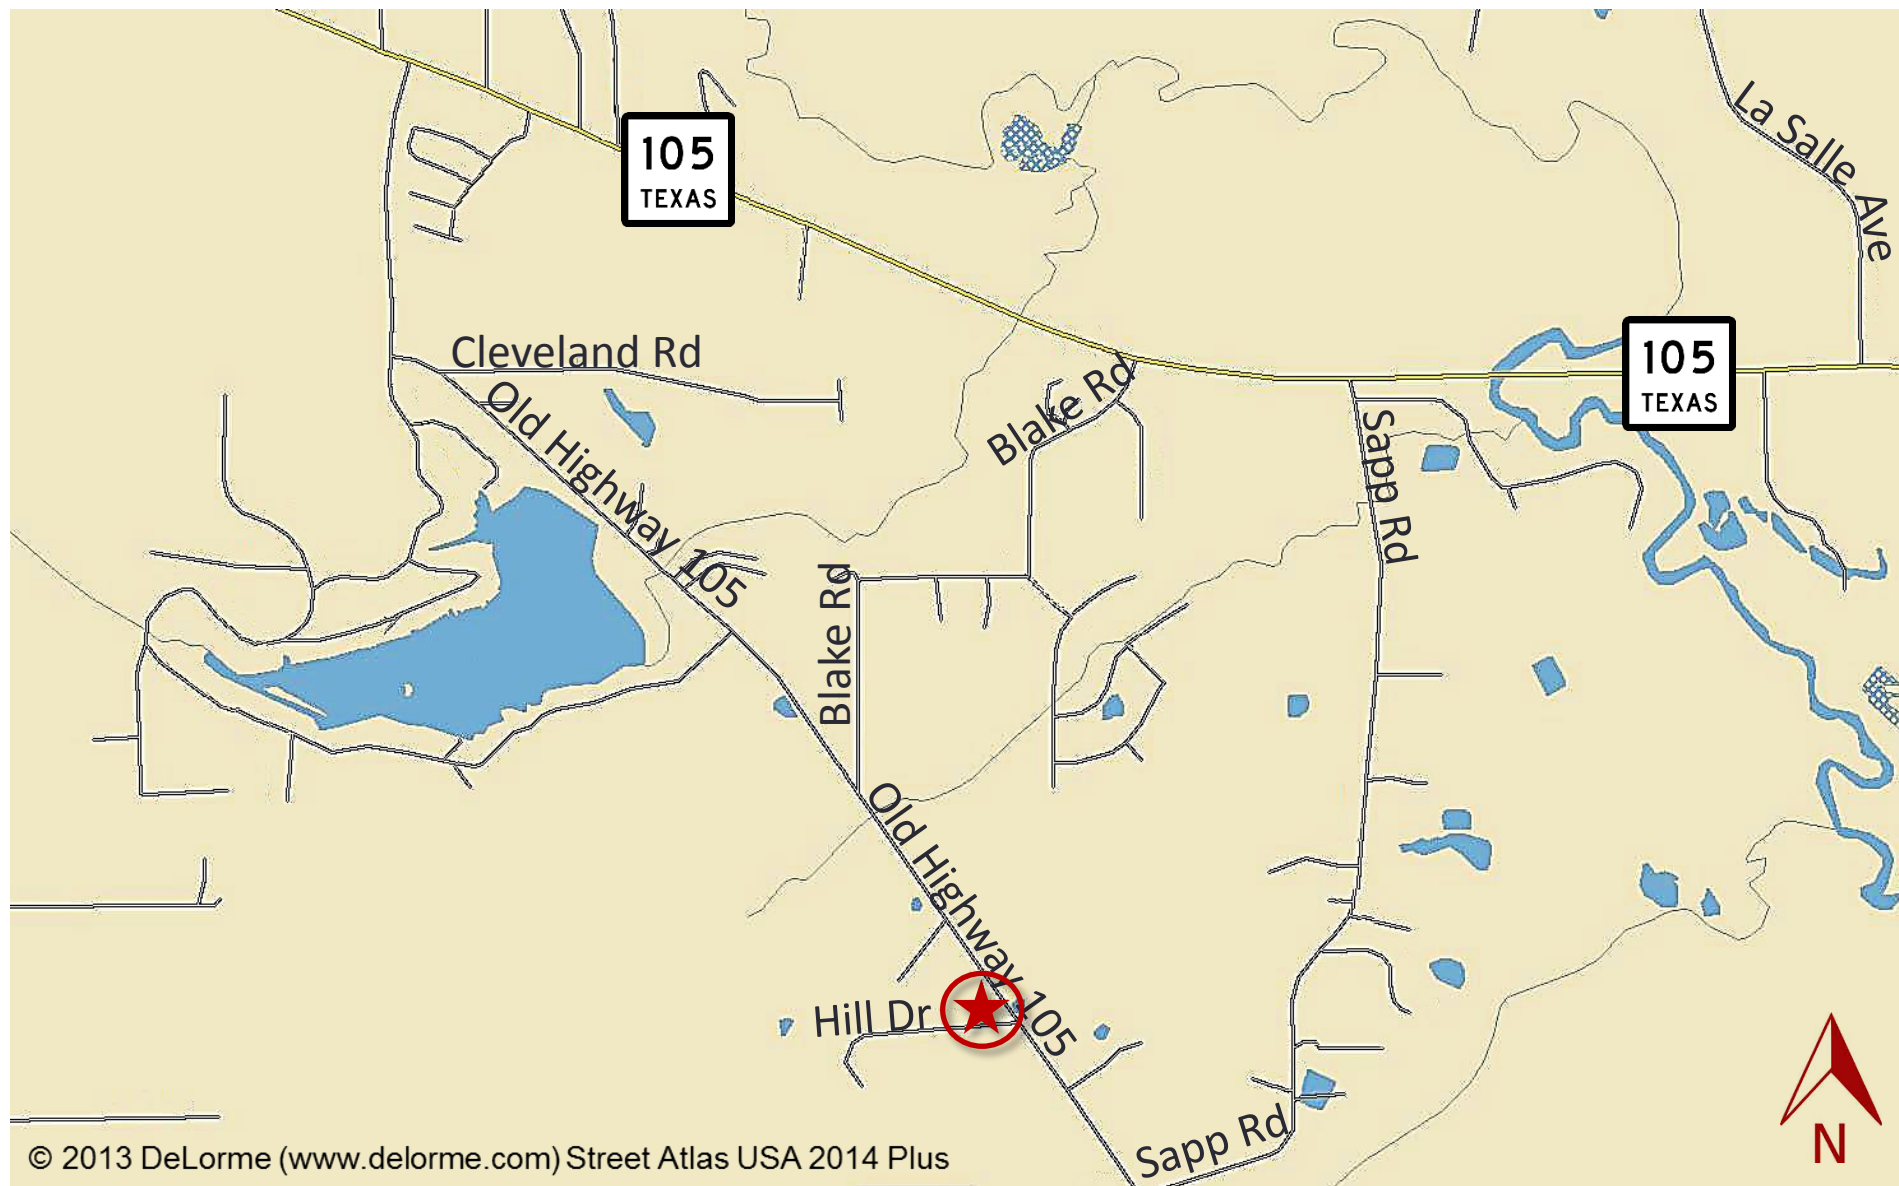 La Salle Ave
105
TEXAS
Cleveland Rd
105
TEXAS
Blake Rd
Old Highway 105
Sapp Rd
Blake Rd
Old Highway 105
Hill Dr
Sapp Rd
N
© 2013 DeLorme (www.delorme.com) Street Atlas USA 2014 Plus